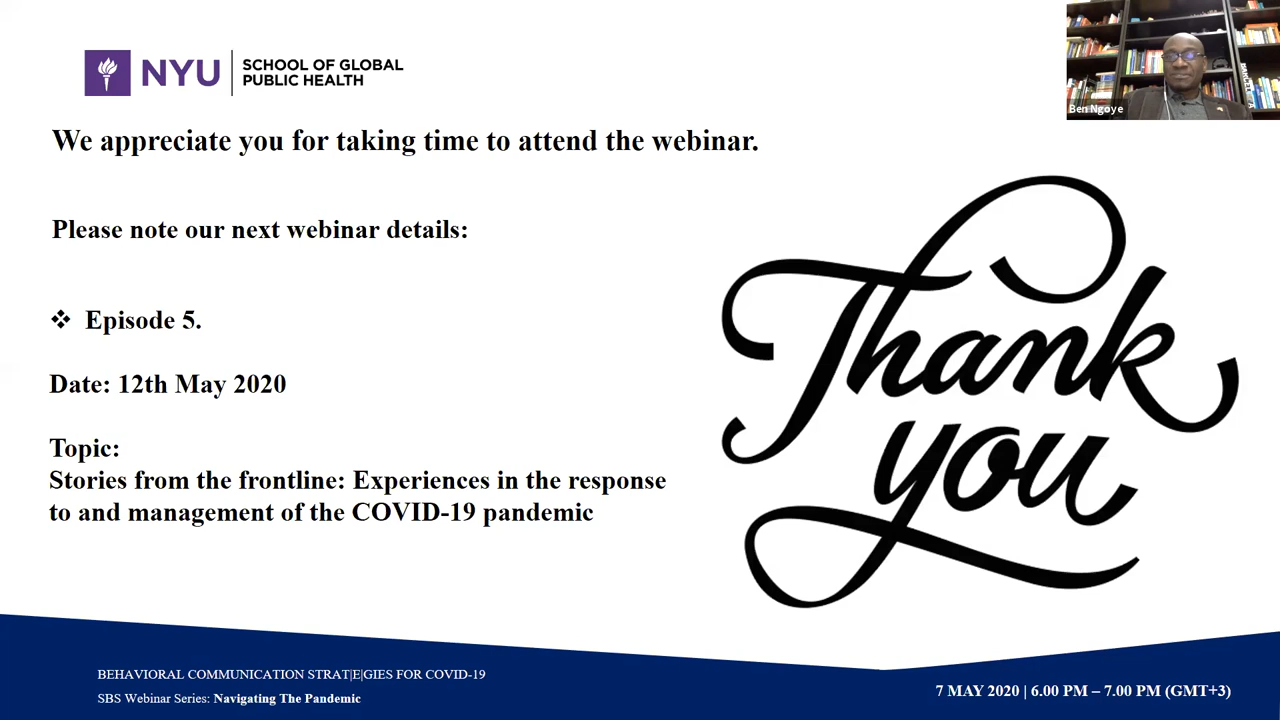 NYU
SCHOOL OF GLOBAL
PUBLIC HEALTH
Ben Ngoye
We appreciate you for taking time to attend the webinar.
Please note our next webinar details:
❖ Episode 5.
Date: 12th May 2020
Topic:
Stories from the frontline: Experiences in the response
to and management of the COVID-19 pandemic
Thank
you
BEHAVIORAL COMMUNICATION STRAT|E|GIES FOR COVID-19
SBS Webinar Series: Navigating The Pandemic
7 MAY 2020 | 6.00 PM – 7.00 PM (GMT+3)